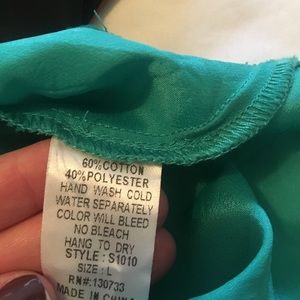 60%COTTON
40%POLYESTER
HAND WASH COLD
WATER SEPARATELY
COLOR WILL BLEED
NO BLEACH
HANG TO DRY
STYLE : S1010
SIZE : L
RN#: 130733
MADE IN CHINA